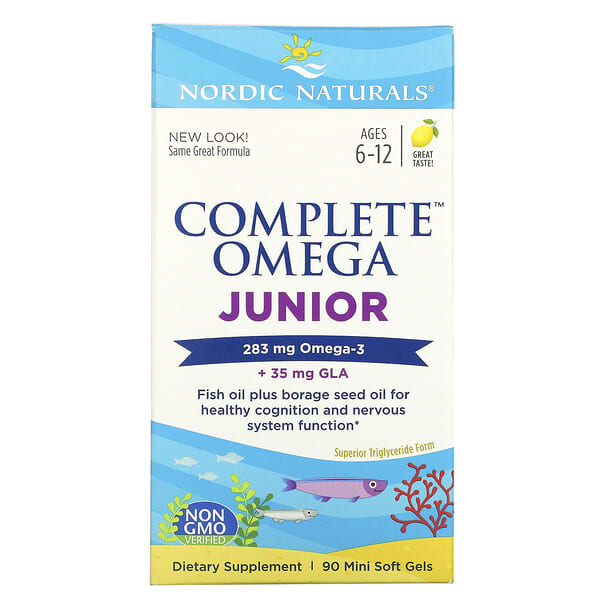 NORDIC NATURALS®
NEW LOOK!
Same Great Formula
AGES
6-12
GREAT
TASTE!
COMPLETE™
OMEGA
JUNIOR
283 mg Omega-3
+ 35 mg GLA
Fish oil plus borage seed oil for
healthy cognition and nervous
system function*
Superior Triglyceride Form
NON
GMO
VERIFIED
Dietary Supplement | 90 Mini Soft Gels